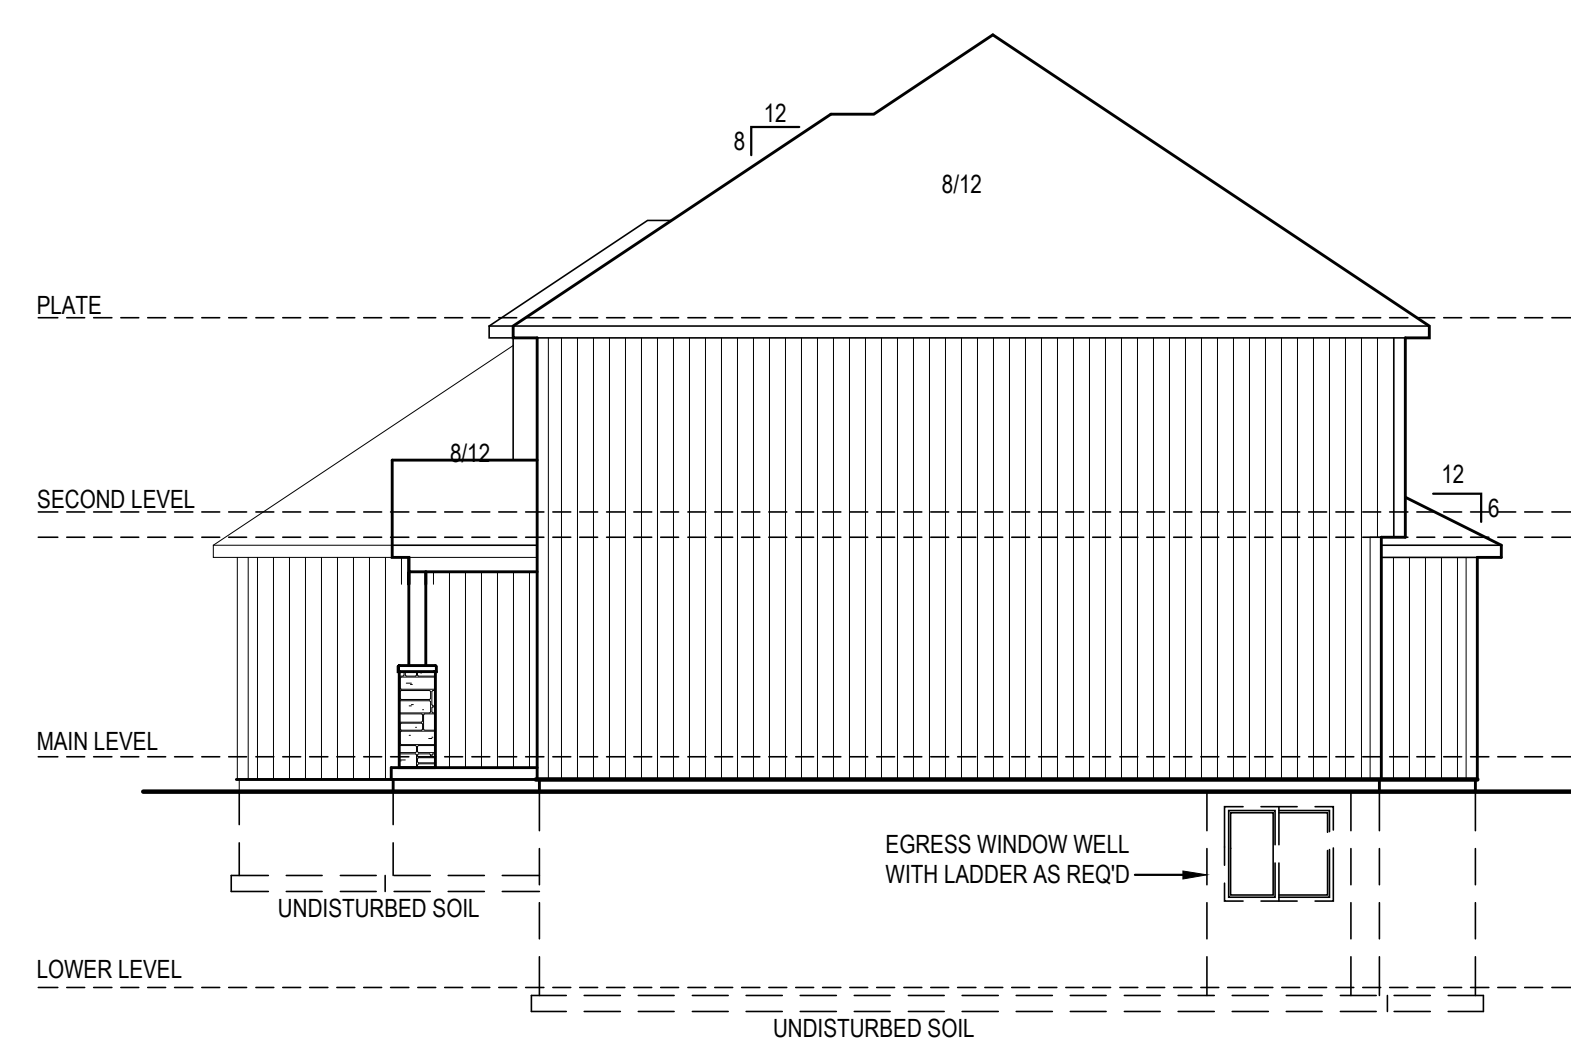 12
8
8/12
PLATE
8/12
12
6
SECOND LEVEL
MAIN LEVEL
EGRESS WINDOW WELL
WITH LADDER AS REQ'D
UNDISTURBED SOIL
LOWER LEVEL
UNDISTURBED SOIL